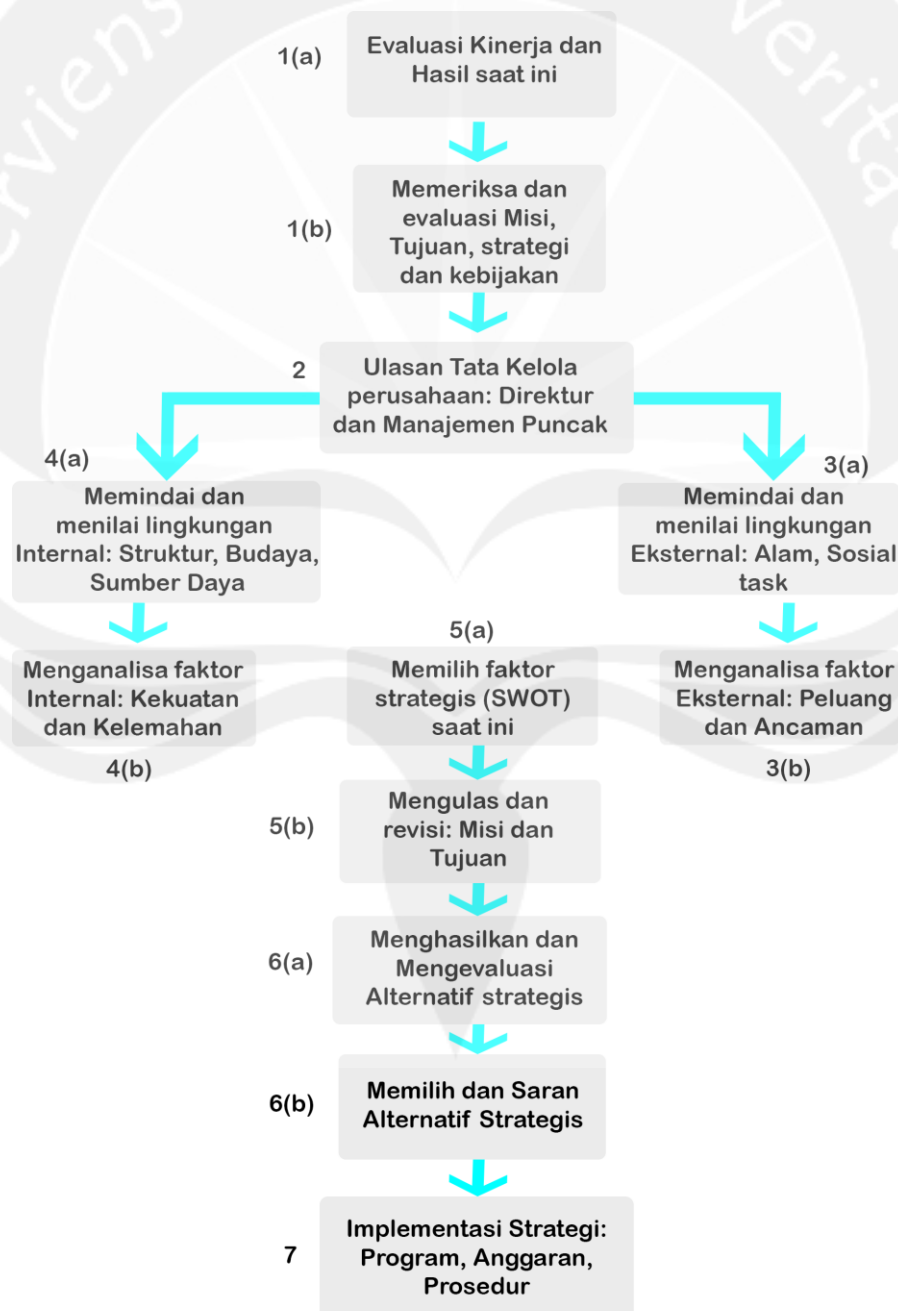 serviens
veritat
1(a)
Evaluasi Kinerja dan
Hasil saat ini
1(b)
Memeriksa dan
evaluasi Misi,
Tujuan, strategi
dan kebijakan
2
Ulasan Tata Kelola
perusahaan: Direktur
dan Manajemen Puncak
4(a)
Memindai dan
menilai lingkungan
Internal: Struktur, Budaya,
Sumber Daya
3(a)
Memindai dan
menilai lingkungan
Eksternal: Alam, Sosial
task
Menganalisa faktor
Internal: Kekuatan
dan Kelemahan
4(b)
5(a)
Memilih faktor
strategis (SWOT)
saat ini
Menganalisa faktor
Eksternal: Peluang
dan Ancaman
3(b)
5(b)
Mengulas dan
revisi: Misi dan
Tujuan
6(a)
Menghasilkan dan
Mengevaluasi
Alternatif strategis
6(b)
Memilih dan Saran
Alternatif Strategis
7
Implementasi Strategi:
Program, Anggaran,
Prosedur